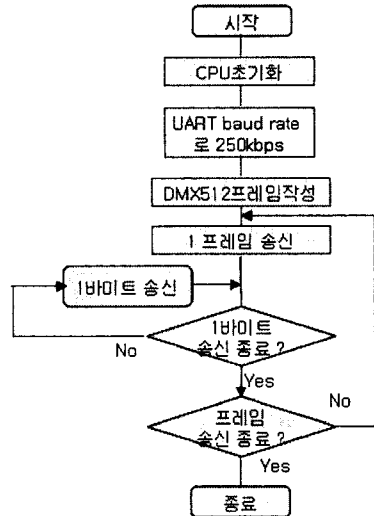 시작
CPU초기화
UART baud rate
로 250kbps
DMX512프레임작성
1 프레임 송신
1바이트 송신
1바이트
송신 종료 ?
No
Yes
프레임
송신 종료 ?
No
Yes
종료